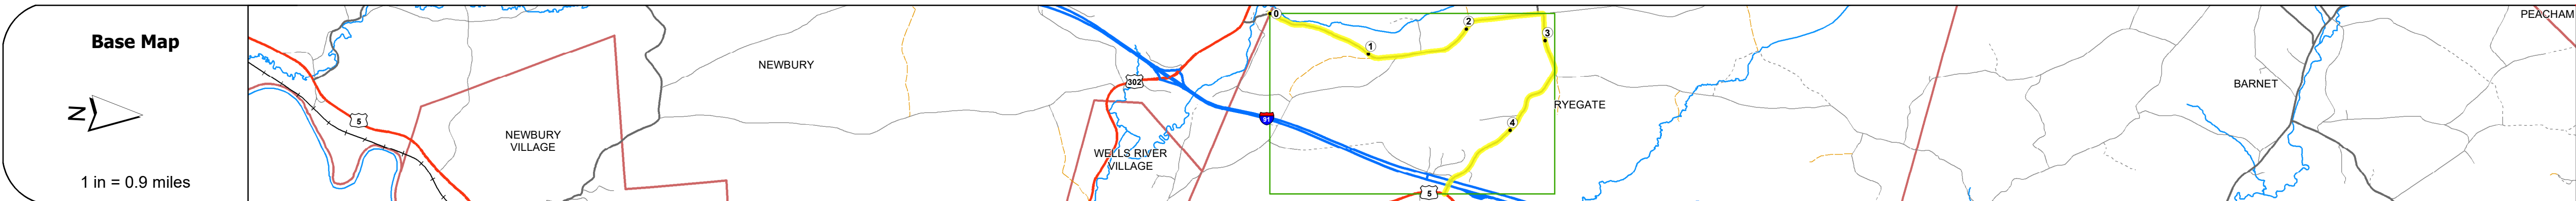 Base Map
N
1 in = 0.9 miles
5
NEWBURY
VILLAGE
NEWBURY
302
WELLS RIVER
VILLAGE
91
0
1
2
3
4
5
RYEGATE
BARNET
PEACHAM